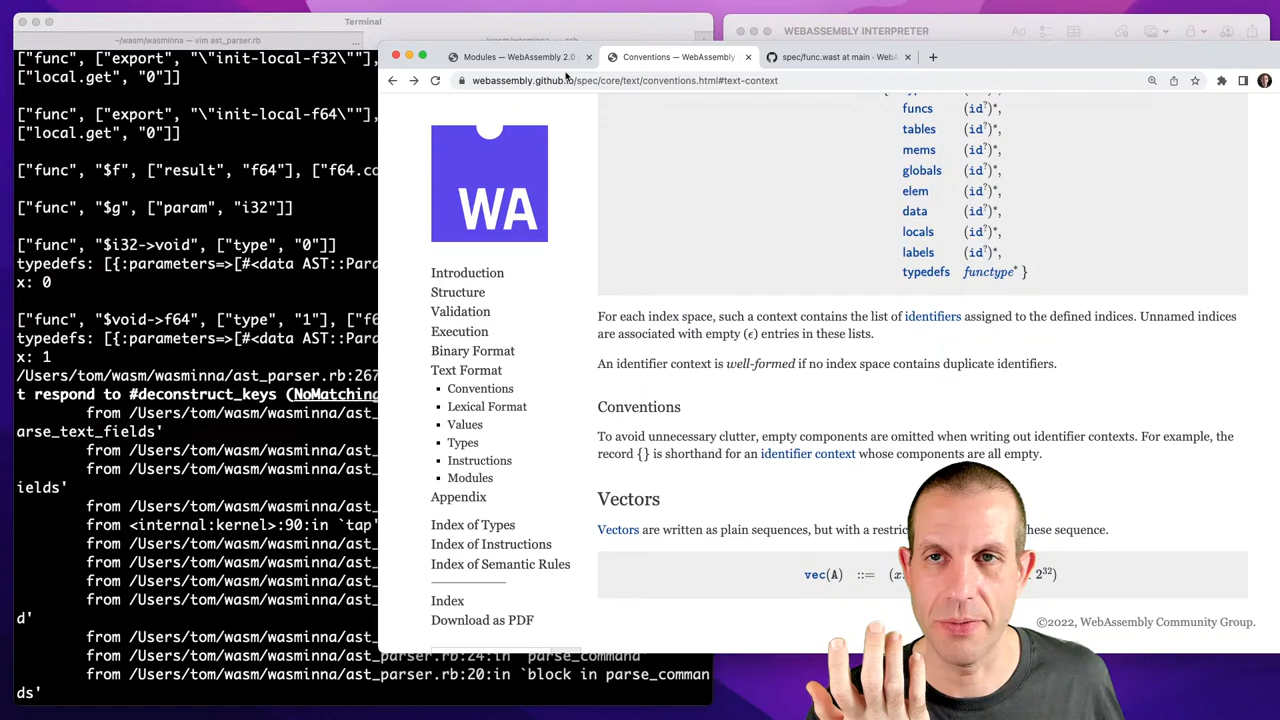 Terminal
~/wasm/wasminna — vim ast_parser.rb
["func", ["export", "\"init-local-f32\""],
["local.get", "0"]]
["func", ["export", "\"init-local-f64\""],
["local.get", "0"]]
["func", "$f", ["result", "f64"], ["f64.co
["func", "$g", ["param", "i32"]]
["func", "$i32->void", ["type", "0"]]
typedefs: [{:parameters=>[#<data AST::Para
x: 0
["func", "$void->f64", ["type", "1"], ["f6
typedefs: [{:parameters=>[#<data AST::Para
x: 1
/Users/tom/wasm/wasminna/ast_parser.rb:267
t respond to #deconstruct_keys (NoMatching
from /Users/tom/wasm/wasminna/ast_
arse_text_fields'
from /Users/tom/wasm/wasminna/ast_
from /Users/tom/wasm/wasminna/ast_
ields'
from /Users/tom/wasm/wasminna/ast_
from <internal:kernel>:90:in `tap'
from /Users/tom/wasm/wasminna/ast_
from /Users/tom/wasm/wasminna/ast_
from /Users/tom/wasm/wasminna/ast_
from /Users/tom/wasm/wasminna/ast_
d'
from /Users/tom/wasm/wasminna/ast_
from /Users/tom/wasm/wasminna/ast_parser.rb:24:in `parse_command'
from /Users/tom/wasm/wasminna/ast_parser.rb:20:in `block in parse_comman
ds'
WEBASSEMBLY INTERPRETER
Modules — WebAssembly 2.0
Conventions — WebAssembly
spec/func.wast at main · WebA
webassembly.github.io/spec/core/text/conventions.html#text-context
WA
Introduction
Structure
Validation
Execution
Binary Format
Text Format
Conventions
Lexical Format
Values
Types
Instructions
Modules
Appendix
Index of Types
Index of Instructions
Index of Semantic Rules
Index
Download as PDF
funcs (id?)*,
tables (id?)*,
mems (id?)*,
globals (id?)*,
elem (id?)*,
data (id?)*,
locals (id?)*,
labels (id?)*,
typedefs functype* }
For each index space, such a context contains the list of identifiers assigned to the defined indices. Unnamed indices
are associated with empty (ϵ) entries in these lists.
An identifier context is well-formed if no index space contains duplicate identifiers.
Conventions
To avoid unnecessary clutter, empty components are omitted when writing out identifier contexts. For example, the
record {} is shorthand for an identifier context whose components are all empty.
Vectors
Vectors are written as plain sequences, but with a restric hese sequence.
vec(A) ::= (x: 2³²)
©2022, WebAssembly Community Group.